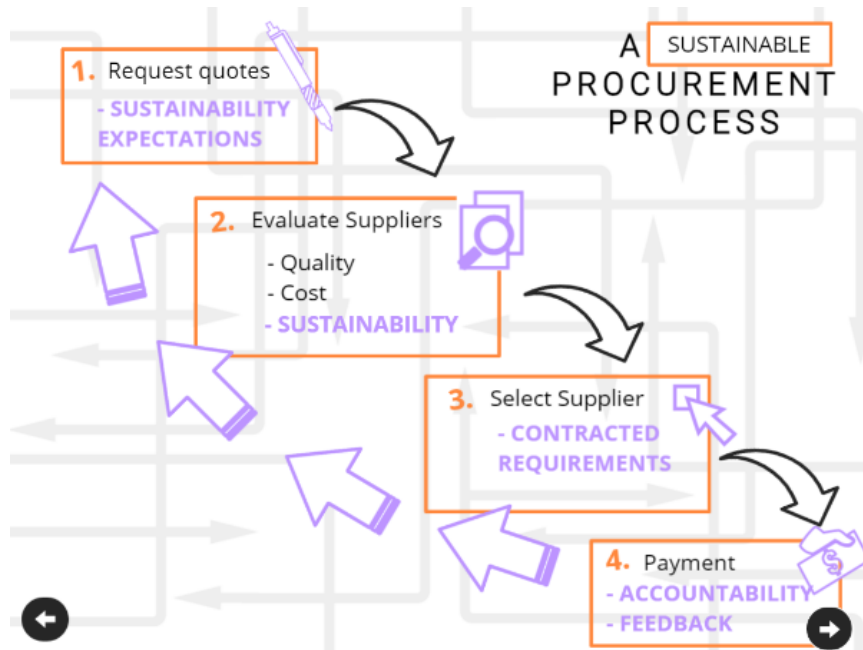 A SUSTAINABLE
PROCUREMENT
PROCESS
1. Request quotes
- SUSTAINABILITY
EXPECTATIONS
2. Evaluate Suppliers
- Quality
- Cost
- SUSTAINABILITY
3. Select Supplier
- CONTRACTED
REQUIREMENTS
4. Payment
- ACCOUNTABILITY
- FEEDBACK
$